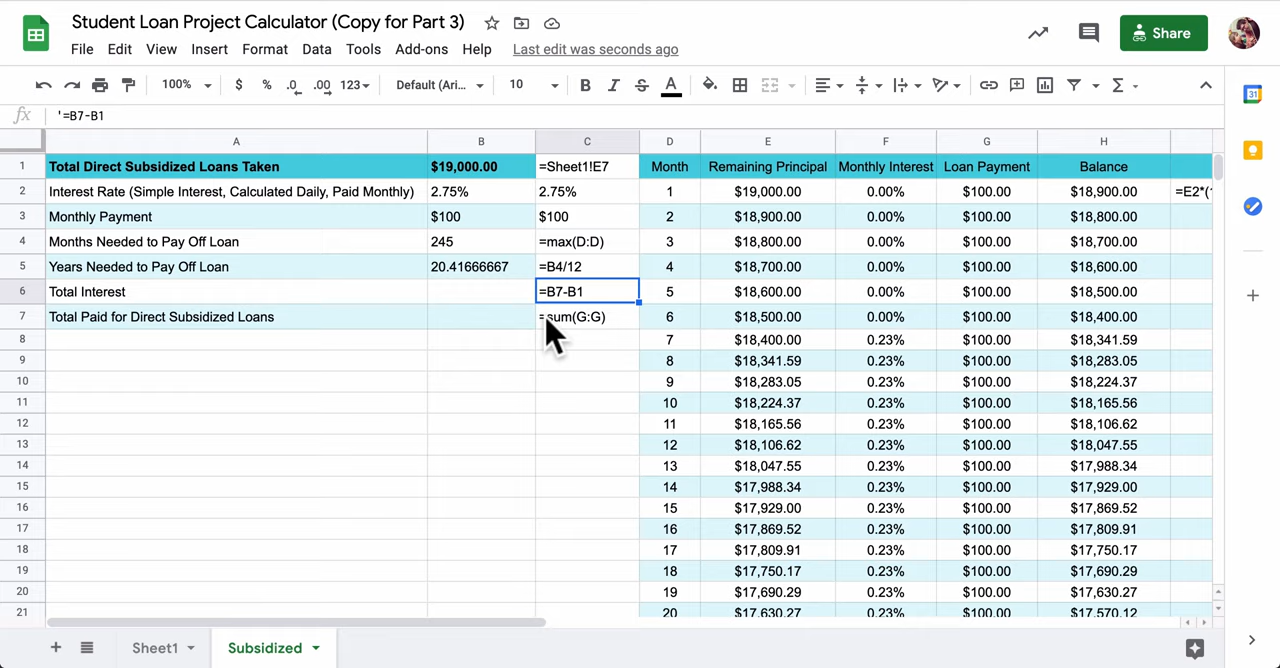 Student Loan Project Calculator (Copy for Part 3)
Share
File Edit View Insert Format Data Tools Add-ons Help Last edit was seconds ago
100% $ % .0 .00 123 Default (Ari... 10 B I S A Σ
fx '=B7-B1
A B C D E F G H
1 Total Direct Subsidized Loans Taken $19,000.00 =Sheet1!E7 Month Remaining Principal Monthly Interest Loan Payment Balance
2 Interest Rate (Simple Interest, Calculated Daily, Paid Monthly) 2.75% 2.75% 1 $19,000.00 0.00% $100.00 $18,900.00 =E2*(
3 Monthly Payment $100 $100 2 $18,900.00 0.00% $100.00 $18,800.00
4 Months Needed to Pay Off Loan 245 =max(D:D) 3 $18,800.00 0.00% $100.00 $18,700.00
5 Years Needed to Pay Off Loan 20.41666667 =B4/12 4 $18,700.00 0.00% $100.00 $18,600.00
6 Total Interest =B7-B1 5 $18,600.00 0.00% $100.00 $18,500.00
7 Total Paid for Direct Subsidized Loans =sum(G:G) 6 $18,500.00 0.00% $100.00 $18,400.00
8 7 $18,400.00 0.23% $100.00 $18,341.59
9 8 $18,341.59 0.23% $100.00 $18,283.05
10 9 $18,283.05 0.23% $100.00 $18,224.37
11 10 $18,224.37 0.23% $100.00 $18,165.56
12 11 $18,165.56 0.23% $100.00 $18,106.62
13 12 $18,106.62 0.23% $100.00 $18,047.55
14 13 $18,047.55 0.23% $100.00 $17,988.34
15 14 $17,988.34 0.23% $100.00 $17,929.00
16 15 $17,929.00 0.23% $100.00 $17,869.52
17 16 $17,869.52 0.23% $100.00 $17,809.91
18 17 $17,809.91 0.23% $100.00 $17,750.17
19 18 $17,750.17 0.23% $100.00 $17,690.29
20 19 $17,690.29 0.23% $100.00 $17,630.27
21 20 $17,630.27 0.23% $100.00 $17,570.12
+ Sheet1 Subsidized
31